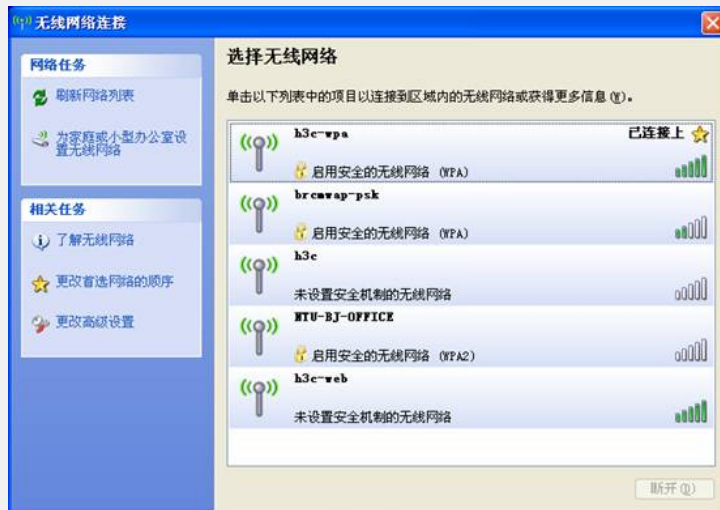 无线网络连接
网络任务
刷新网络列表
为家庭或小型办公室设
置无线网络
相关任务
了解无线网络
更改首选网络的顺序
更改高级设置
选择无线网络
单击以下列表中的项目以连接到区域内的无线网络或获得更多信息(W)。
h3c-wpa 已连接上
启用安全的无线网络 (WPA)
brcmwap-psk
启用安全的无线网络 (WPA)
h3c
未设置安全机制的无线网络
NTU-BJ-OFFICE
启用安全的无线网络 (WPA2)
h3c-web
未设置安全机制的无线网络
断开(D)